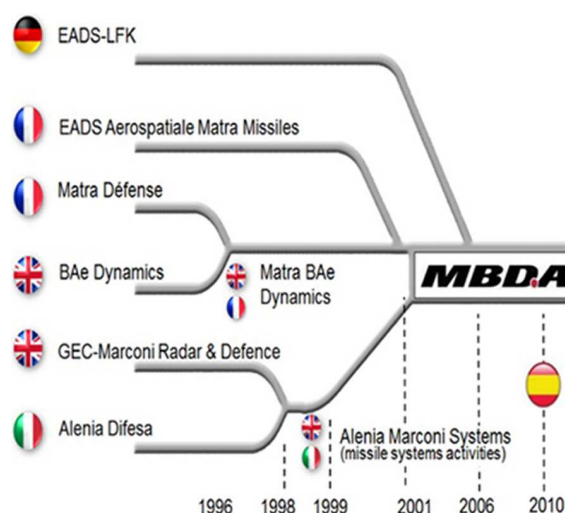 EADS-LFK
EADS Aerospatiale Matra Missiles
Matra Défense
BAe Dynamics
Matra BAe
Dynamics
MBDA
GEC-Marconi Radar & Defence
Alenia Difesa
Alenia Marconi Systems
(missile systems activities)
1996 1998 1999 2001 2006 2010